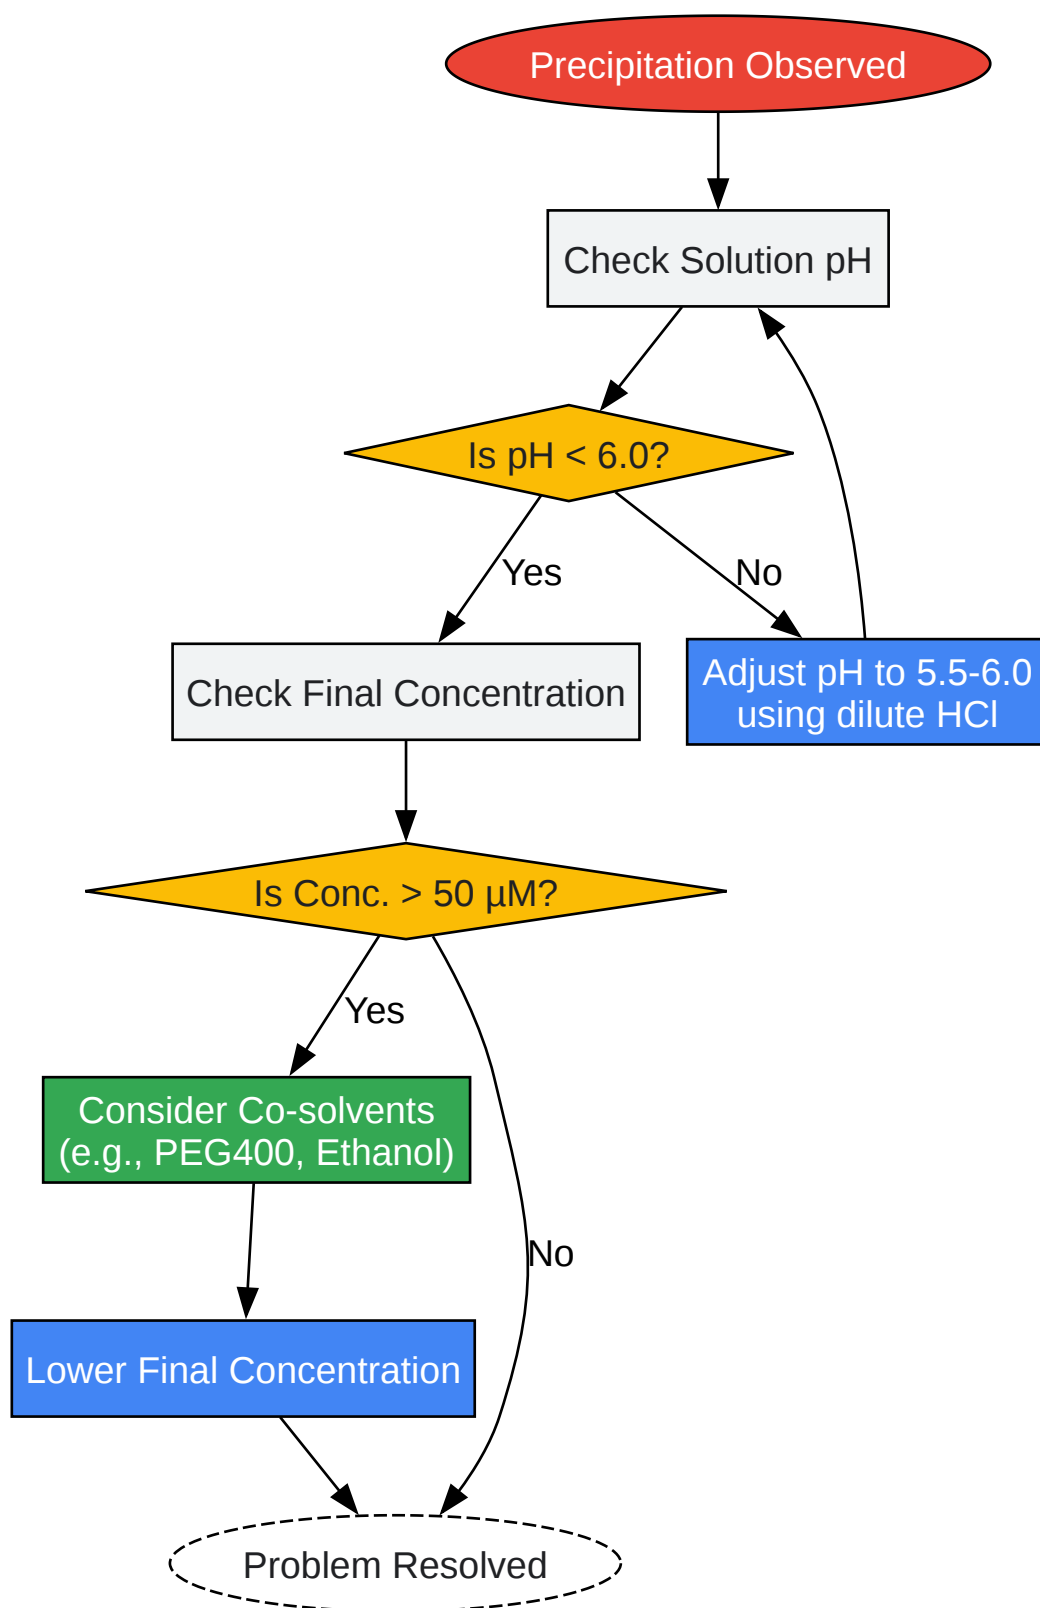 Precipitation Observed
Check Solution pH
Is pH < 6.0?
Yes
No
Check Final Concentration
Adjust pH to 5.5-6.0
using dilute HCl
Is Conc. > 50 µM?
Yes
Consider Co-solvents
(e.g., PEG400, Ethanol)
No
Lower Final Concentration
Problem Resolved